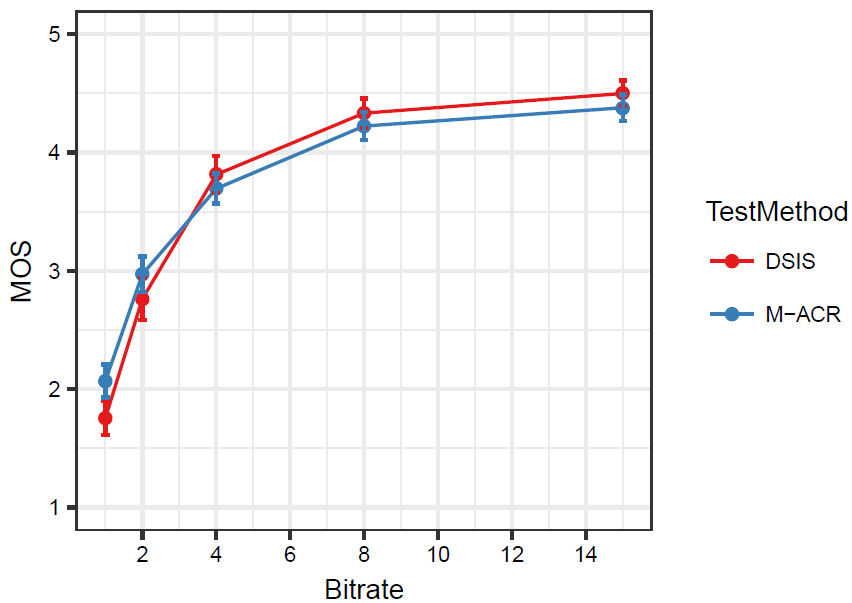 5
4
3
2
1
MOS
2 4 6 8 10 12 14
Bitrate
TestMethod
DSIS
M−ACR